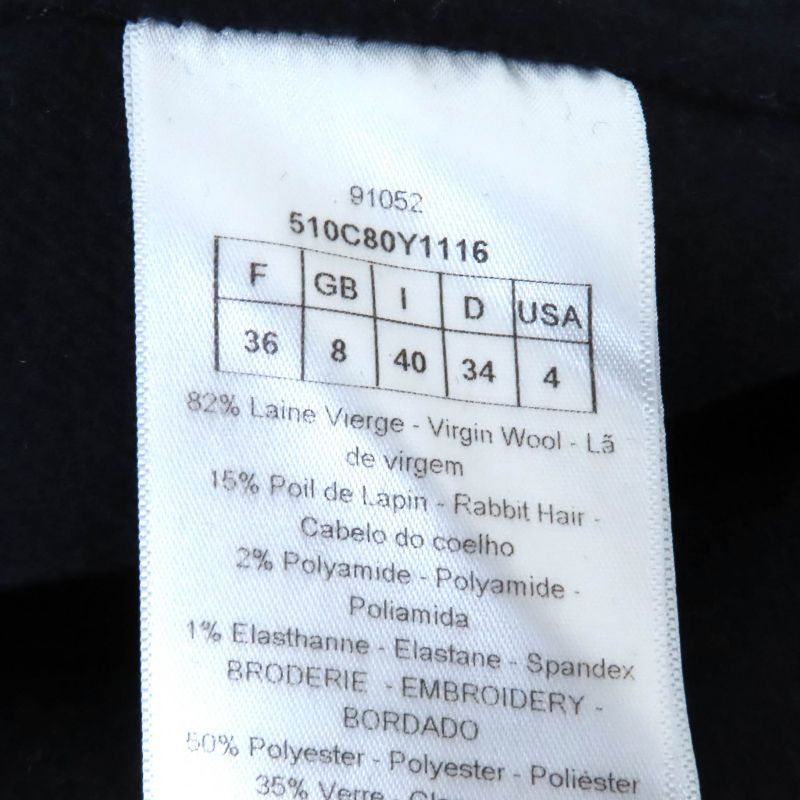 91052
510C80Y1116
F GB I D USA
36 8 40 34 4
82% Laine Vierge - Virgin Wool - Lã
de virgem
15% Poil de Lapin - Rabbit Hair -
Cabelo do coelho
2% Polyamide - Polyamide -
Poliamida
1% Elasthanne - Elastane - Spandex
BRODERIE - EMBROIDERY -
BORDADO
50% Polyester - Polyester - Poliéster
35% Verre -